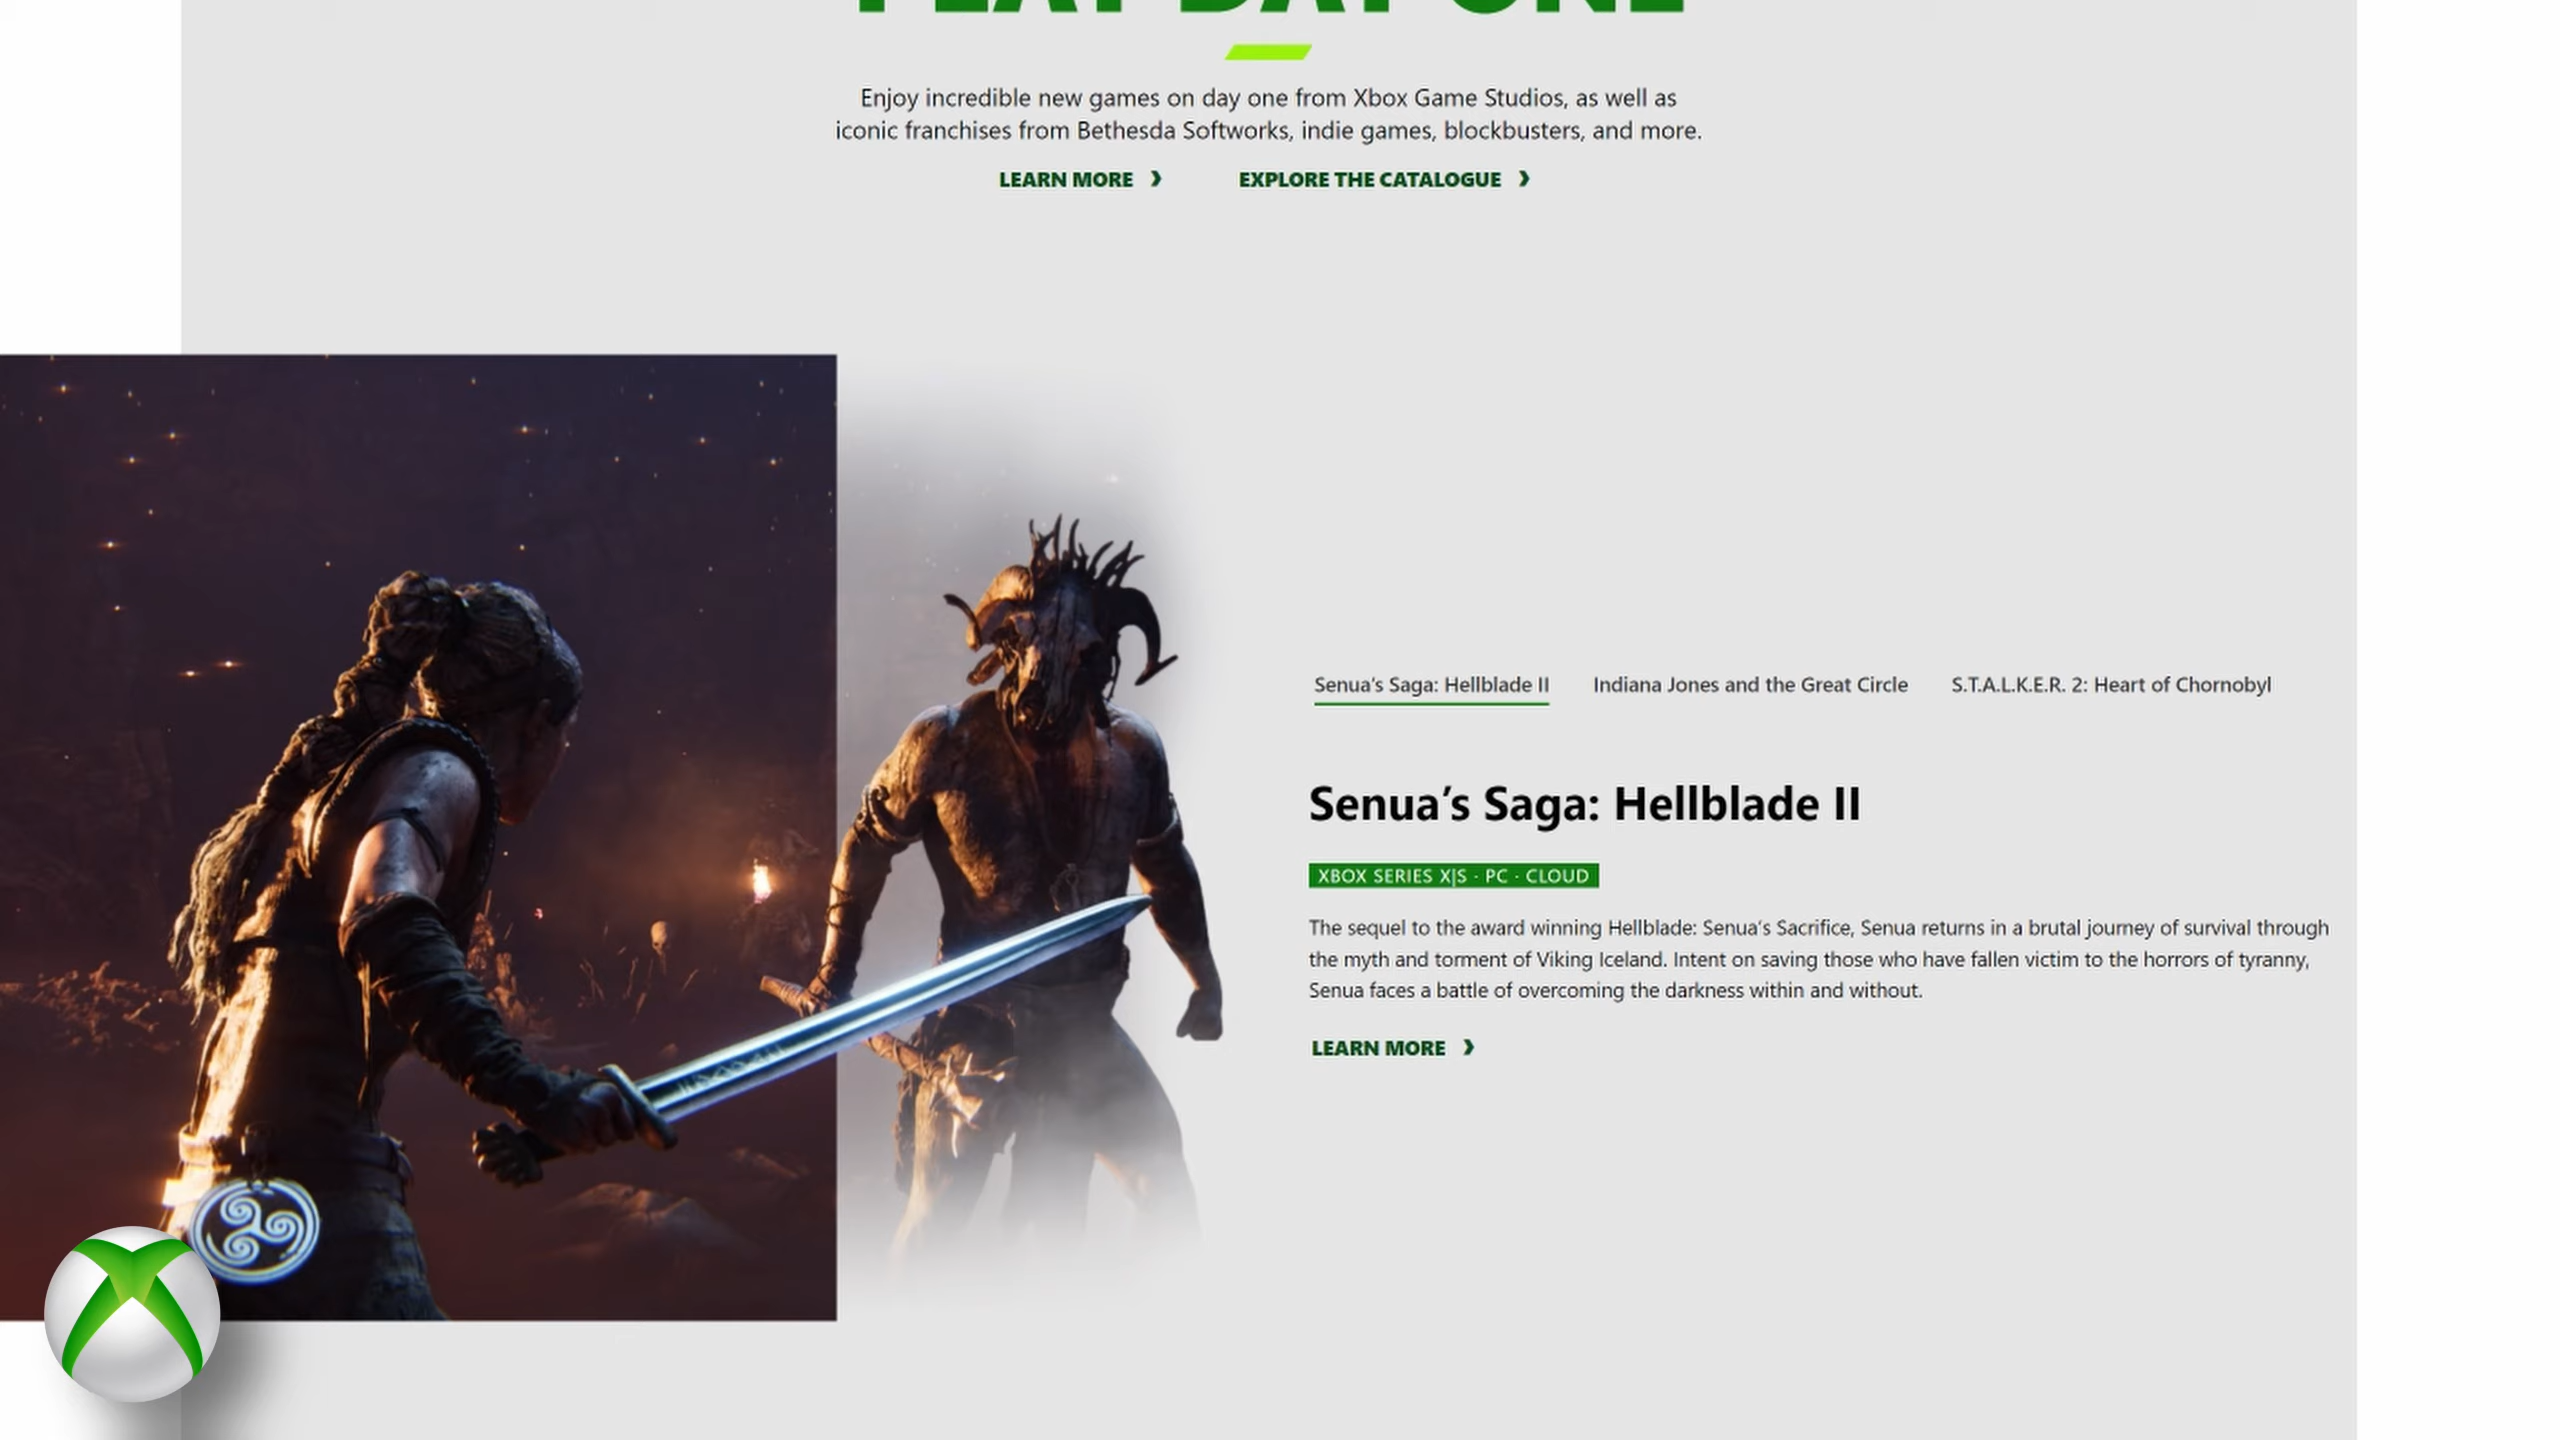 PLAY DAY ONE
Enjoy incredible new games on day one from Xbox Game Studios, as well as
iconic franchises from Bethesda Softworks, indie games, blockbusters, and more.
LEARN MORE
EXPLORE THE CATALOGUE
Senua's Saga: Hellblade II
Indiana Jones and the Great Circle
S.T.A.L.K.E.R. 2: Heart of Chornobyl
Senua's Saga: Hellblade II
XBOX SERIES X|S · PC · CLOUD
The sequel to the award winning Hellblade: Senua's Sacrifice, Senua returns in a brutal journey of survival through
the myth and torment of Viking Iceland. Intent on saving those who have fallen victim to the horrors of tyranny,
Senua faces a battle of overcoming the darkness within and without.
LEARN MORE